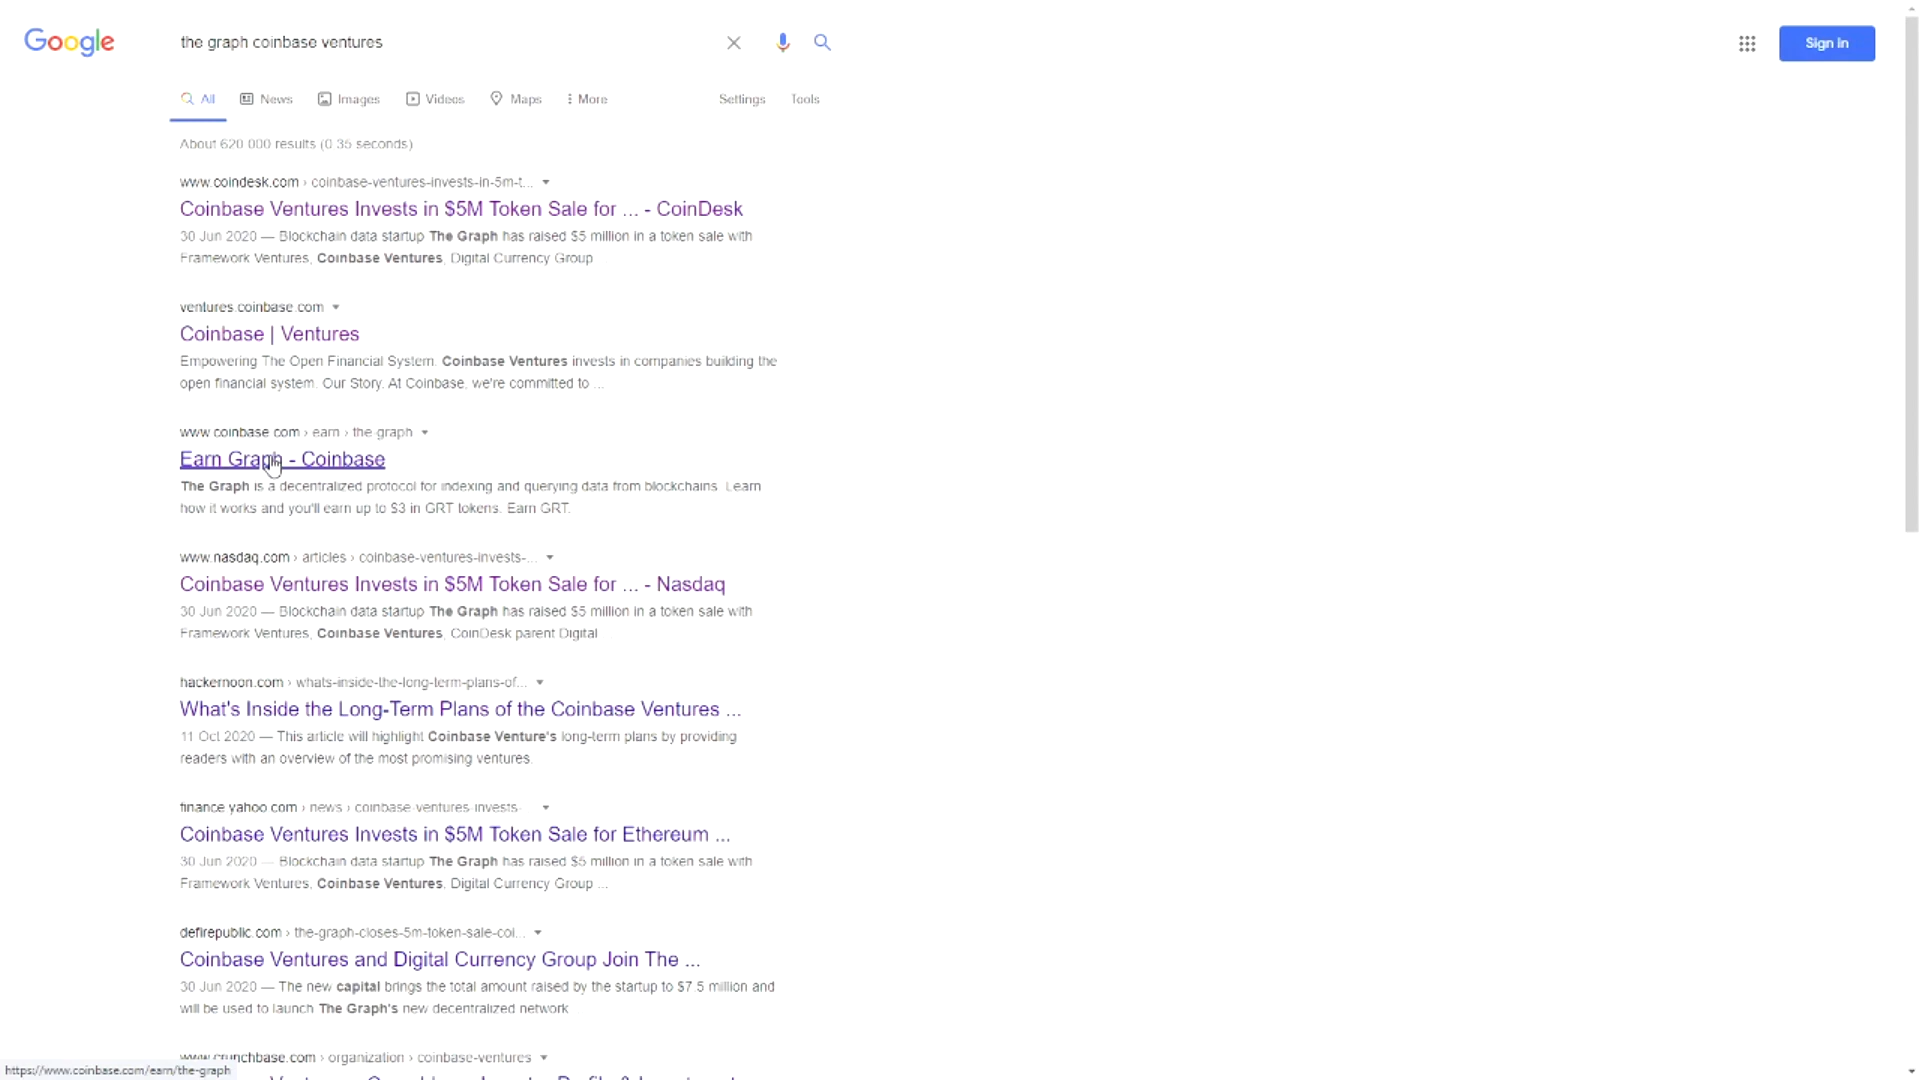 Google
the graph coinbase ventures
Sign in
All
News
Images
Videos
Maps
More
Settings
Tools
About 620 000 results (0 35 seconds)
www.coindesk.com › coinbase-ventures-invests-in-5m-t...
Coinbase Ventures Invests in $5M Token Sale for ... - CoinDesk
30 Jun 2020 — Blockchain data startup The Graph has raised $5 million in a token sale with
Framework Ventures, Coinbase Ventures, Digital Currency Group
ventures.coinbase.com
Coinbase | Ventures
Empowering The Open Financial System. Coinbase Ventures invests in companies building the
open financial system. Our Story. At Coinbase, we're committed to ...
www.coinbase.com › earn › the-graph
Earn Graph - Coinbase
The Graph is a decentralized protocol for indexing and querying data from blockchains. Learn
how it works and you'll earn up to $3 in GRT tokens. Earn GRT.
www.nasdaq.com › articles › coinbase-ventures-invests-...
Coinbase Ventures Invests in $5M Token Sale for ... - Nasdaq
30 Jun 2020 — Blockchain data startup The Graph has raised $5 million in a token sale with
Framework Ventures, Coinbase Ventures, CoinDesk parent Digital
hackernoon.com › whats-inside-the-long-term-plans-of...
What's Inside the Long-Term Plans of the Coinbase Ventures ...
11 Oct 2020 — This article will highlight Coinbase Venture's long-term plans by providing
readers with an overview of the most promising ventures.
finance.yahoo.com › news › coinbase-ventures-invests-
Coinbase Ventures Invests in $5M Token Sale for Ethereum ...
30 Jun 2020 — Blockchain data startup The Graph has raised $5 million in a token sale with
Framework Ventures, Coinbase Ventures, Digital Currency Group ...
defirepublic.com › the-graph-closes-5m-token-sale-coi...
Coinbase Ventures and Digital Currency Group Join The ...
30 Jun 2020 — The new capital brings the total amount raised by the startup to $7.5 million and
will be used to launch The Graph's new decentralized network
www.crunchbase.com › organization › coinbase-ventures
https://www.coinbase.com/earn/the-graph